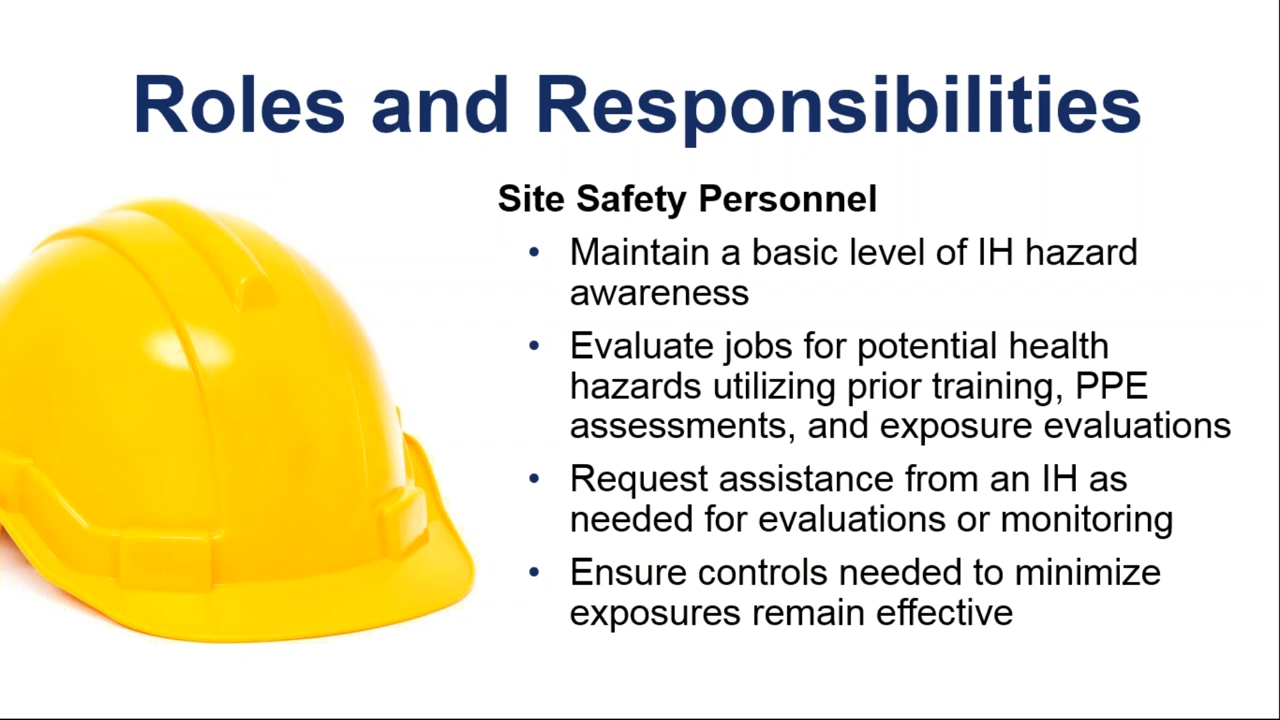 Roles and Responsibilities
Site Safety Personnel
• Maintain a basic level of IH hazard
awareness
• Evaluate jobs for potential health
hazards utilizing prior training, PPE
assessments, and exposure evaluations
• Request assistance from an IH as
needed for evaluations or monitoring
• Ensure controls needed to minimize
exposures remain effective